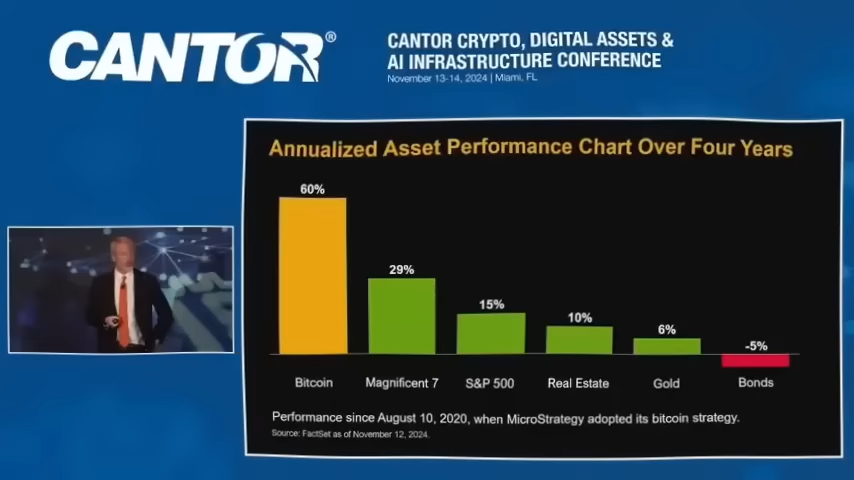 CANTOR®
CANTOR CRYPTO, DIGITAL ASSETS &
AI INFRASTRUCTURE CONFERENCE
November 13-14, 2024 | Miami, FL
Annualized Asset Performance Chart Over Four Years
60%
29%
15%
10%
6%
-5%
Bitcoin
Magnificent 7
S&P 500
Real Estate
Gold
Bonds
Performance since August 10, 2020, when MicroStrategy adopted its bitcoin strategy.
Source: FactSet as of November 12, 2024.